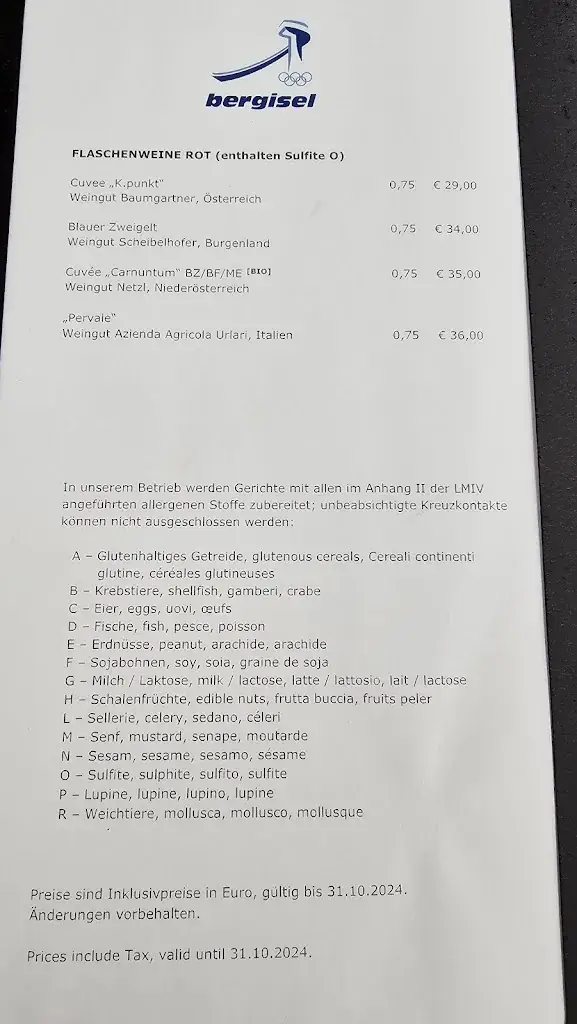 bergisel
FLASCHENWEINE ROT (enthalten Sulfite O)
Cuvee „K.punkt“ 0,75 € 29,00
Weingut Baumgartner, Österreich
Blauer Zweigelt 0,75 € 34,00
Weingut Scheibelhofer, Burgenland
Cuvée „Carnuntum“ BZ/BF/ME [BIO] 0,75 € 35,00
Weingut Netzl, Niederösterreich
„Pervale“
Weingut Azienda Agricola Urlari, Italien 0,75 € 36,00
In unserem Betrieb werden Gerichte mit allen im Anhang II der LMIV
angeführten allergenen Stoffe zubereitet; unbeabsichtigte Kreuzkontakte
können nicht ausgeschlossen werden:
A – Glutenhaltiges Getreide, glutenous cereals, Cereali continenti
glutine, céréales glutineuses
B – Krebstiere, shellfish, gamberi, crabe
C – Eier, eggs, uovi, œufs
D – Fische, fish, pesce, poisson
E – Erdnüsse, peanut, arachide, arachide
F – Sojabohnen, soy, soia, graine de soja
G – Milch / Laktose, milk / lactose, latte / lattosio, lait / lactose
H – Schalenfrüchte, edible nuts, frutta buccia, fruits peler
L – Sellerie, celery, sedano, céleri
M – Senf, mustard, senape, moutarde
N – Sesam, sesame, sesamo, sésame
O – Sulfite, sulphite, sulfito, sulfite
P – Lupine, lupine, lupino, lupine
R – Weichtiere, mollusca, mollusco, mollusque
Preise sind Inklusivpreise in Euro, gültig bis 31.10.2024.
Änderungen vorbehalten.
Prices include Tax, valid until 31.10.2024.